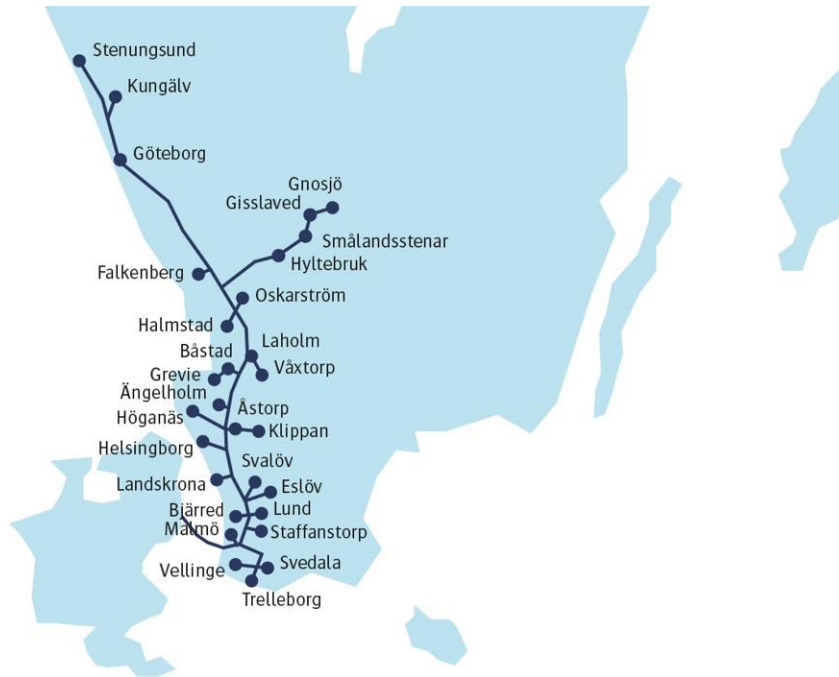 Stenungsund
Kungälv
Göteborg
Gnosjö
Gisslaved
Smålandsstenar
Hyltebruk
Falkenberg
Oskarström
Halmstad
Laholm
Båstad
Våxtorp
Grevie
Ängelholm
Åstorp
Höganäs
Klippan
Helsingborg
Svalöv
Landskrona
Eslöv
Bjärred
Lund
Malmö
Staffanstorp
Svedala
Vellinge
Trelleborg